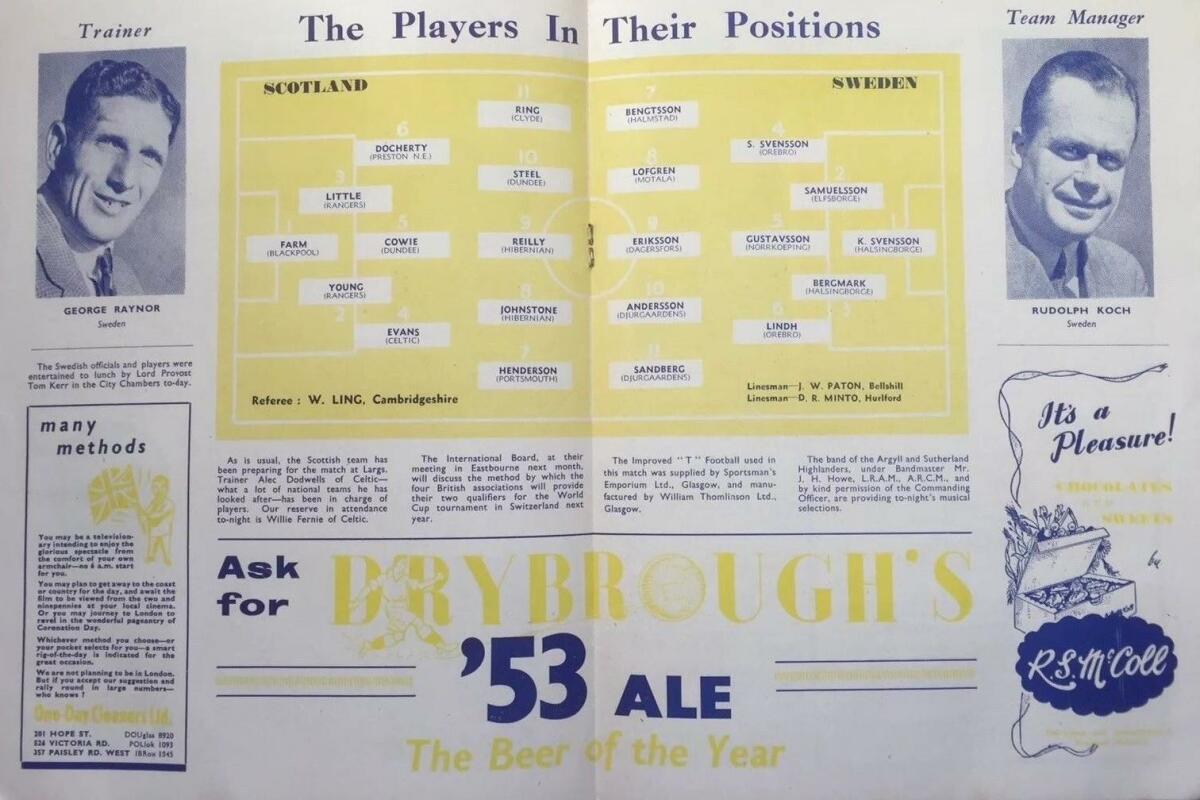 Trainer
The Players In Their Positions
Team Manager
GEORGE RAYNOR
Sweden
RUDOLPH KOCH
Sweden
SCOTLAND
SWEDEN
11
RING
(CLYDE)
7
BENGTSSON
(HALMSTAD)
6
DOCHERTY
(PRESTON N.E.)
4
S. SVENSSON
(OREBRO)
10
STEEL
(DUNDEE)
8
LOFGREN
(MOTALA)
3
LITTLE
(RANGERS)
2
SAMUELSSON
(ELFSBORGE)
1
FARM
(BLACKPOOL)
5
COWIE
(DUNDEE)
9
REILLY
(HIBERNIAN)
9
ERIKSSON
(DAGERSFORS)
5
GUSTAVSSON
(NORRKOEPING)
1
K. SVENSSON
(HALSINGBORGE)
YOUNG
(RANGERS)
2
BERGMARK
(HALSINGBORGE)
3
8
JOHNSTONE
(HIBERNIAN)
10
ANDERSSON
(DJURGAARDENS)
4
EVANS
(CELTIC)
6
LINDH
(OREBRO)
7
HENDERSON
(PORTSMOUTH)
11
SANDBERG
(DJURGAARDENS)
Referee : W. LING, Cambridgeshire
Linesman—J. W. PATON, Bellshill
Linesman—D. R. MINTO, Hurlford
The Swedish officials and players were
entertained to lunch by Lord Provost
Tom Kerr in the City Chambers to-day.
many
methods
You may be a television-
ary intending to enjoy the
glorious spectacle from
the comfort of your own
armchair—no 6 a.m. start
for you.
You may plan to get away to the coast
or country for the day, and await the
film to be viewed from the two and
ninepennies at your local cinema.
Or you may journey to London to
revel in the wonderful pageantry of
Coronation Day.
Whichever method you choose—or
your pocket selects for you—a smart
rig-of-the-day is indicated for the
great occasion.
We are not planning to be in London.
But if you accept our suggestion and
rally round in large numbers—
who knows ?
One-Day Cleaners Ltd.
201 HOPE ST. DOUglas 8920
526 VICTORIA RD. POLlok 1093
357 PAISLEY RD. WEST IBRox 1545
As is usual, the Scottish team has
been preparing for the match at Largs.
Trainer Alec Dodwells of Celtic—
what a lot of national teams he has
looked after—has been in charge of
players. Our reserve in attendance
to-night is Willie Fernie of Celtic.
The International Board, at their
meeting in Eastbourne next month,
will discuss the method by which the
four British associations will provide
their two qualifiers for the World
Cup tournament in Switzerland next
year.
The Improved "T" Football used in
this match was supplied by Sportsman's
Emporium Ltd., Glasgow, and manu-
factured by William Thomlinson Ltd.,
Glasgow.
The band of the Argyll and Sutherland
Highlanders, under Bandmaster Mr.
J. H. Howe, L.R.A.M., A.R.C.M., and
by kind permission of the Commanding
Officer, are providing to-night's musical
selections.
Ask
for
DRYBROUGH'S
'53 ALE
The Beer of the Year
It's a
Pleasure!
CHOCOLATES
AND
SWEETS
by
R.S. McColl